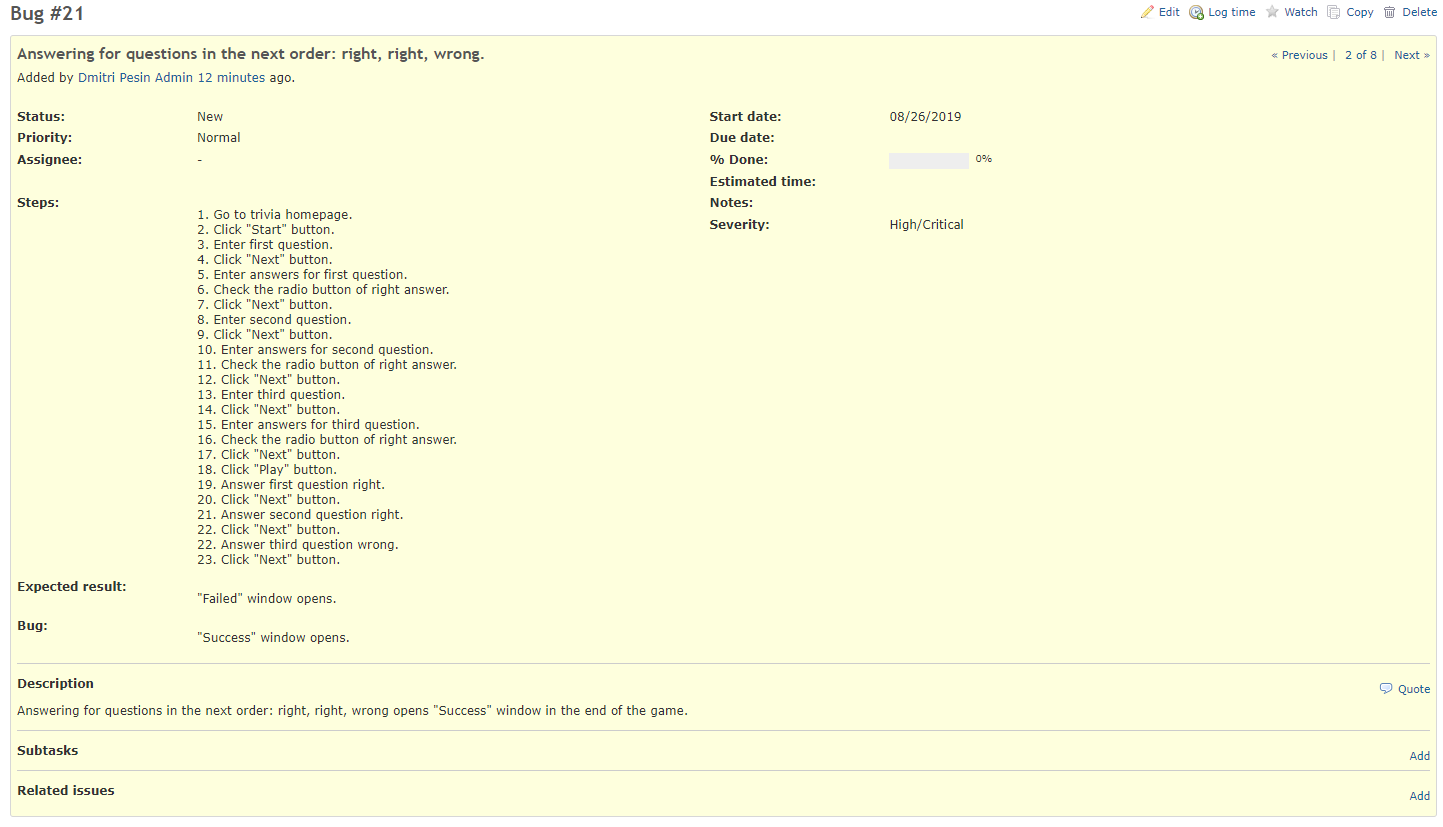 Bug #21
Edit Log time Watch Copy Delete
Answering for questions in the next order: right, right, wrong.
« Previous | 2 of 8 | Next »
Added by Dmitri Pesin Admin 12 minutes ago.
Status: New
Priority: Normal
Assignee: -
Start date: 08/26/2019
Due date:
% Done: 0%
Estimated time:
Notes:
Severity: High/Critical
Steps:
1. Go to trivia homepage.
2. Click "Start" button.
3. Enter first question.
4. Click "Next" button.
5. Enter answers for first question.
6. Check the radio button of right answer.
7. Click "Next" button.
8. Enter second question.
9. Click "Next" button.
10. Enter answers for second question.
11. Check the radio button of right answer.
12. Click "Next" button.
13. Enter third question.
14. Click "Next" button.
15. Enter answers for third question.
16. Check the radio button of right answer.
17. Click "Next" button.
18. Click "Play" button.
19. Answer first question right.
20. Click "Next" button.
21. Answer second question right.
22. Click "Next" button.
22. Answer third question wrong.
23. Click "Next" button.
Expected result:
"Failed" window opens.
Bug:
"Success" window opens.
Description
Quote
Answering for questions in the next order: right, right, wrong opens "Success" window in the end of the game.
Subtasks
Add
Related issues
Add